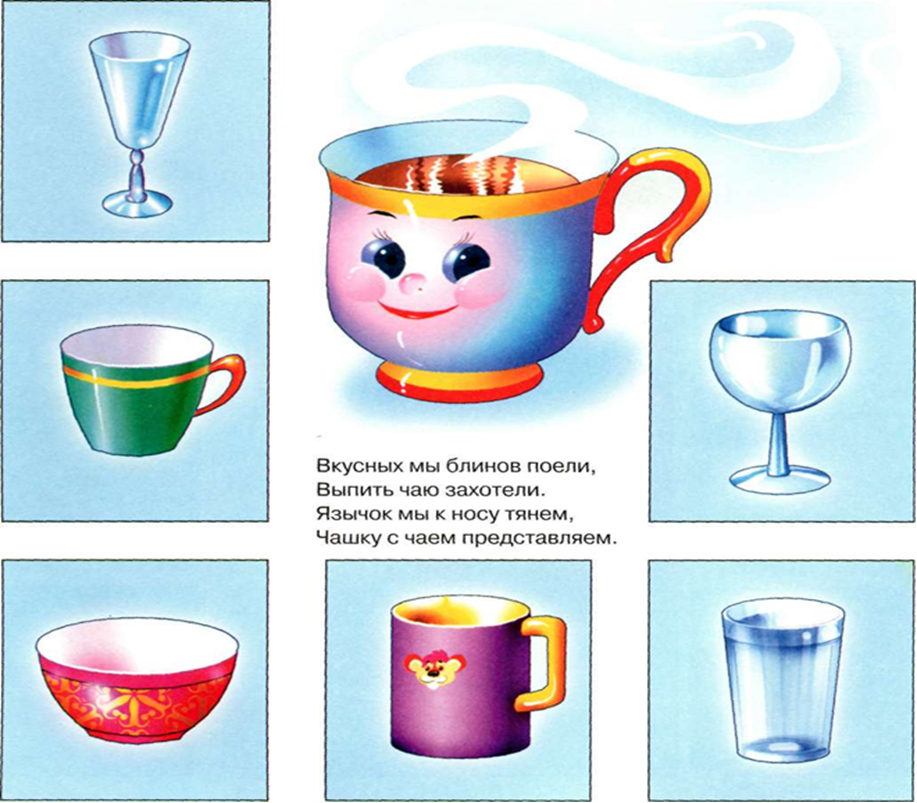 Вкусных мы блинов поели,
Выпить чаю захотели.
Язычок мы к носу тянем,
Чашку с чаем представляем.